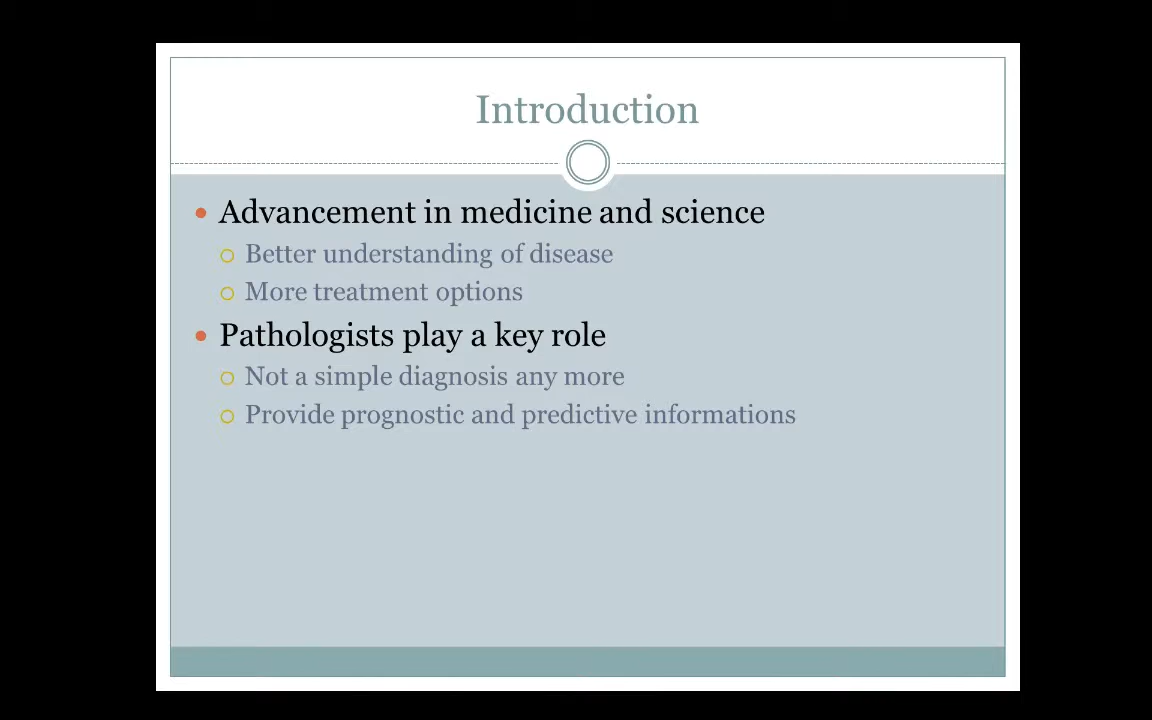 Introduction
Advancement in medicine and science
Better understanding of disease
More treatment options
Pathologists play a key role
Not a simple diagnosis any more
Provide prognostic and predictive informations